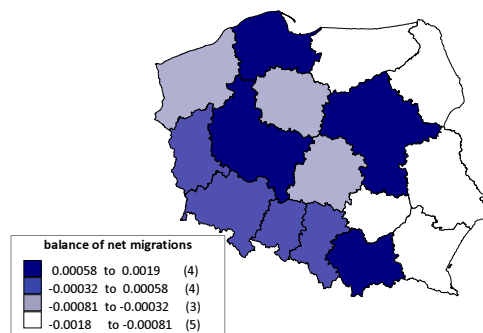 balance of net migrations
0.00058 to 0.0019 (4)
-0.00032 to 0.00058 (4)
-0.00081 to -0.00032 (3)
-0.0018 to -0.00081 (5)